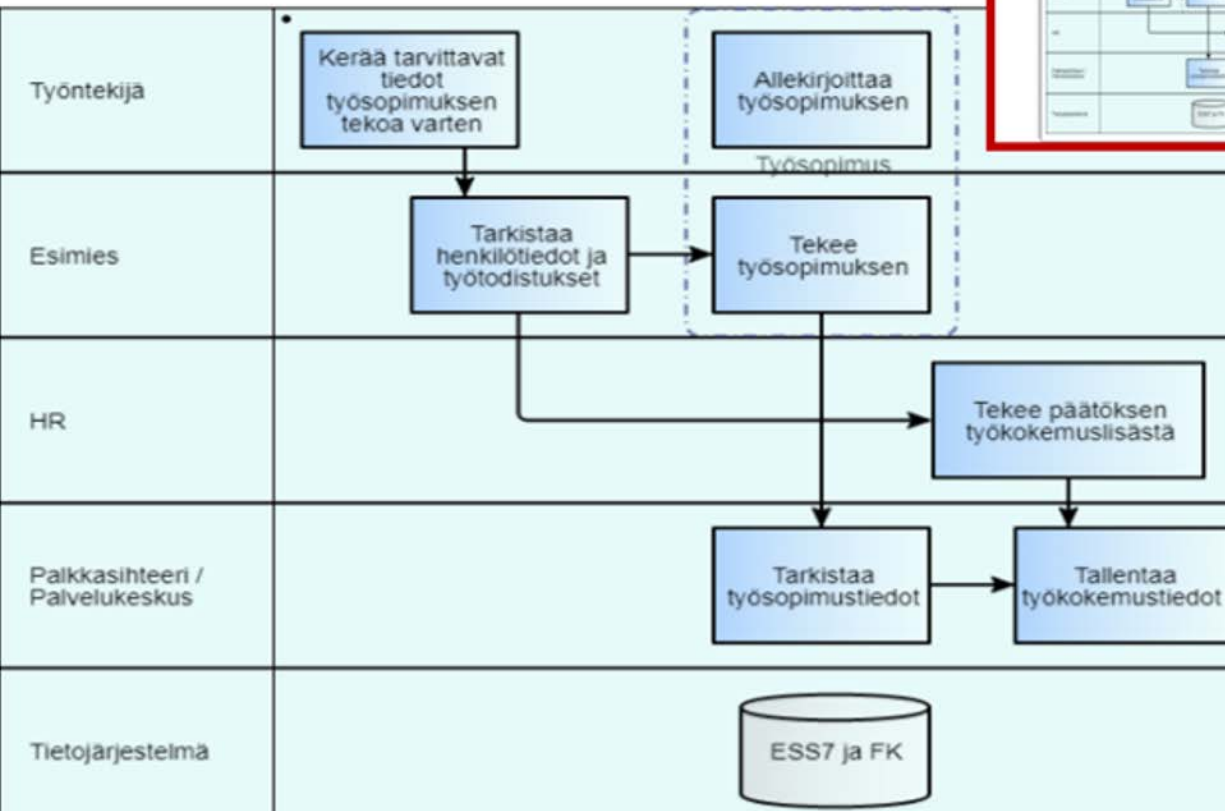 Työntekijä
Kerää tarvittavat
tiedot
työsopimuksen
tekoa varten
Allekirjoittaa
työsopimuksen
Työsopimus
Esimies
Tarkistaa
henkilötiedot ja
työtodistukset
Tekee
työsopimuksen
HR
Tekee päätöksen
työkokemuslisästä
Palkkasihteeri /
Palvelukeskus
Tarkistaa
työsopimustiedot
Tallentaa
työkokemustiedot
Tietojärjestelmä
ESS7 ja FK